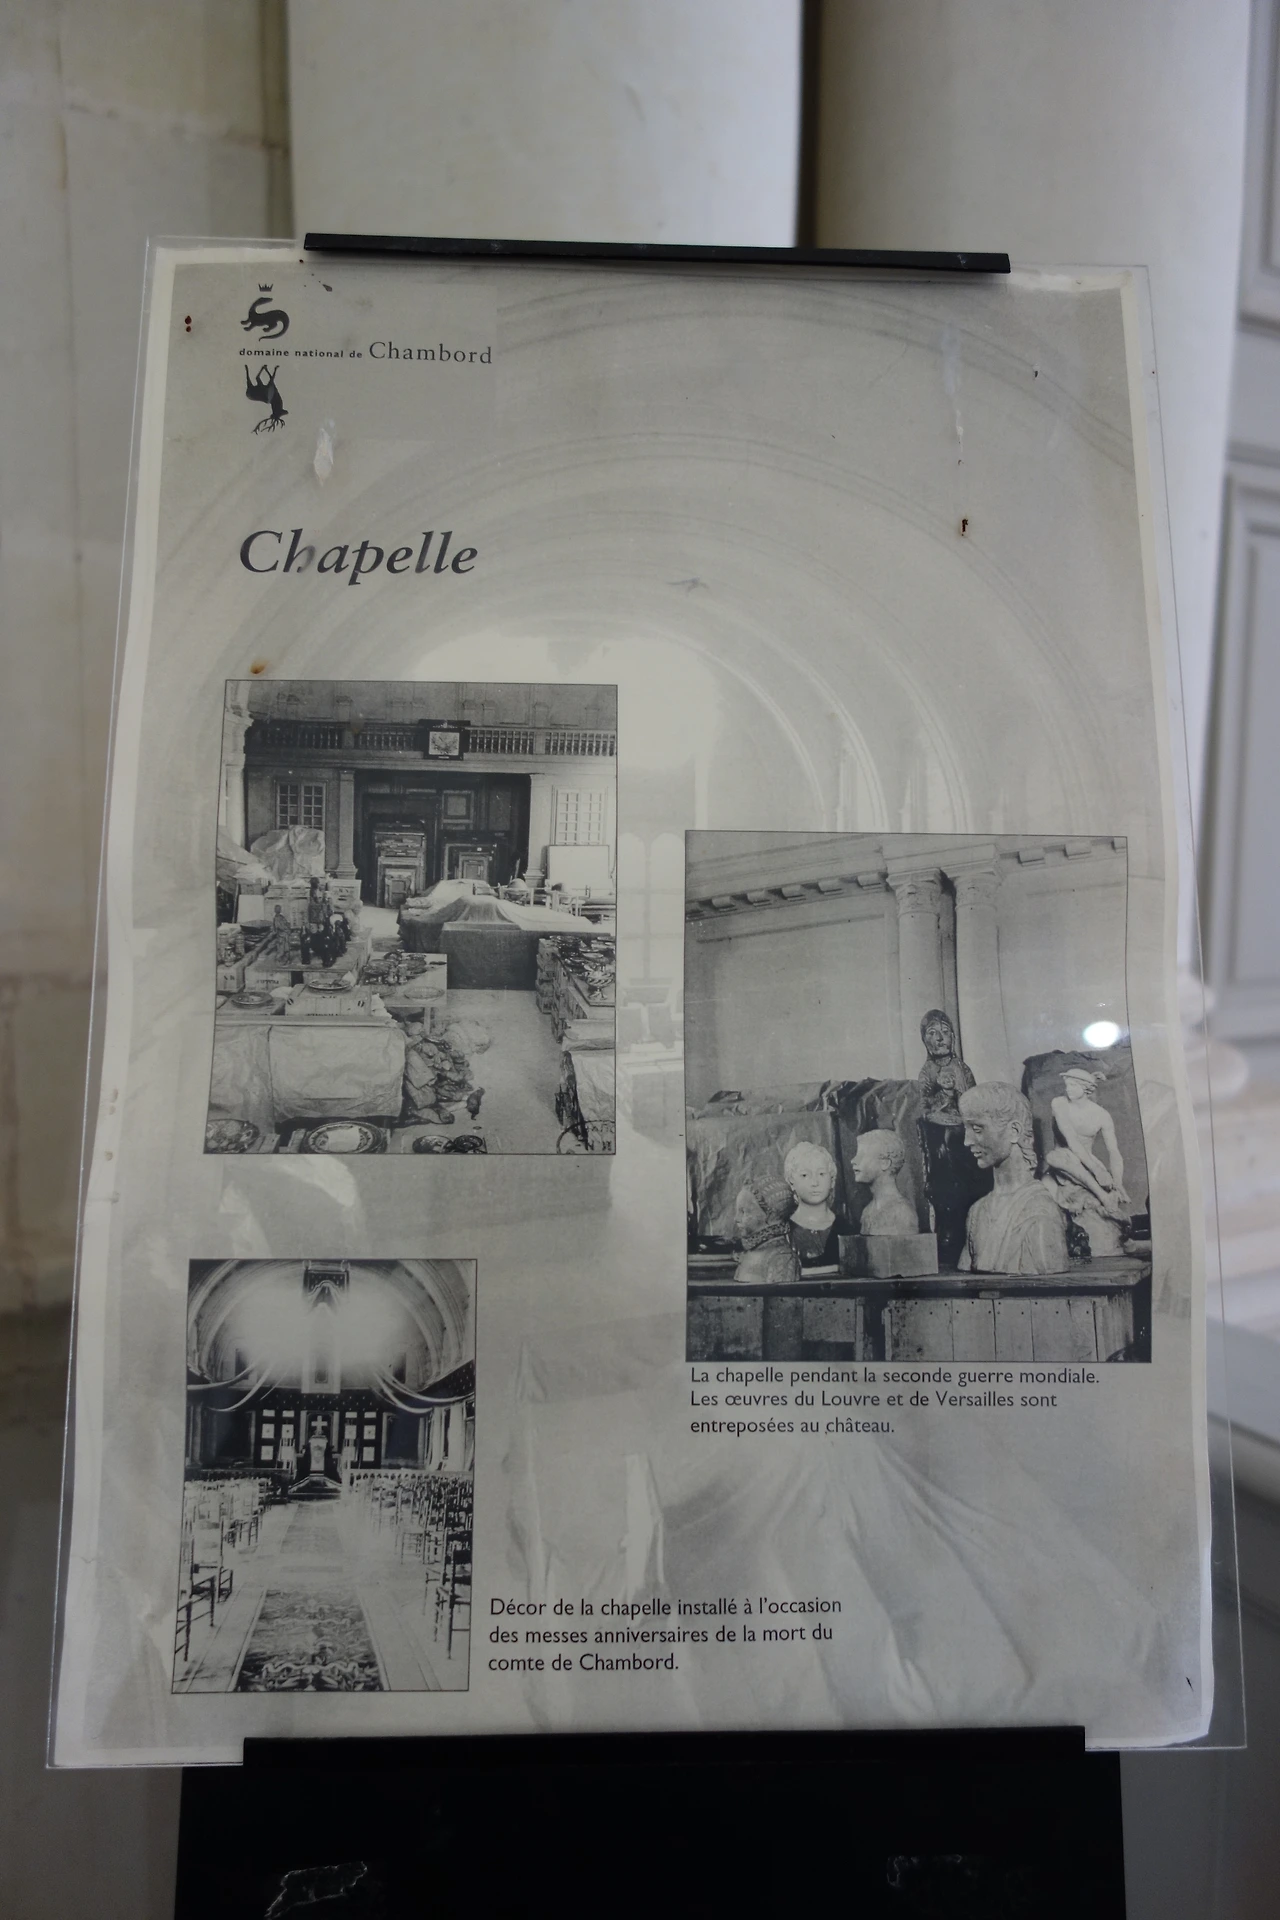 domaine national de Chambord
Chapelle
La chapelle pendant la seconde guerre mondiale.
Les œuvres du Louvre et de Versailles sont
entreposées au château.
Décor de la chapelle installé à l'occasion
des messes anniversaires de la mort du
comte de Chambord.